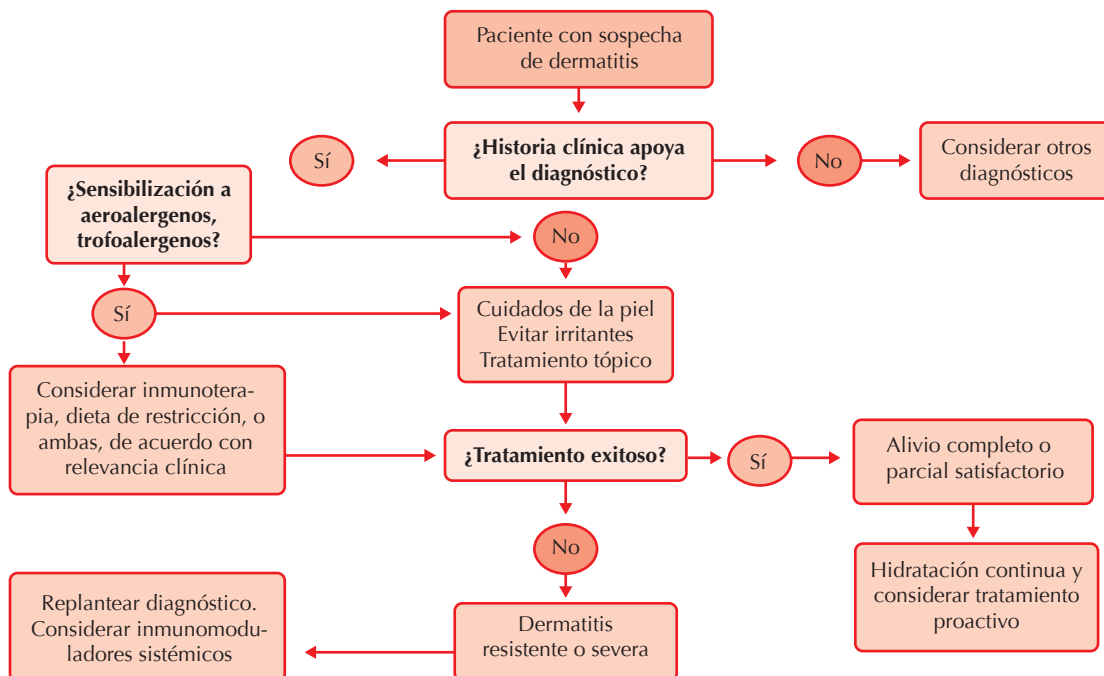 Paciente con sospecha
de dermatitis
¿Historia clínica apoya
el diagnóstico?
Sí
No
Considerar otros
diagnósticos
¿Sensibilización a
aeroalergenos,
trofoalergenos?
No
Sí
Cuidados de la piel
Evitar irritantes
Tratamiento tópico
Considerar inmunotera-
pia, dieta de restricción, o
ambas, de acuerdo con
relevancia clínica
¿Tratamiento exitoso?
Sí
Alivio completo o
parcial satisfactorio
No
Hidratación continua y
considerar tratamiento
proactivo
Dermatitis
resistente o severa
Replantear diagnóstico.
Considerar inmunomodu-
ladores sistémicos